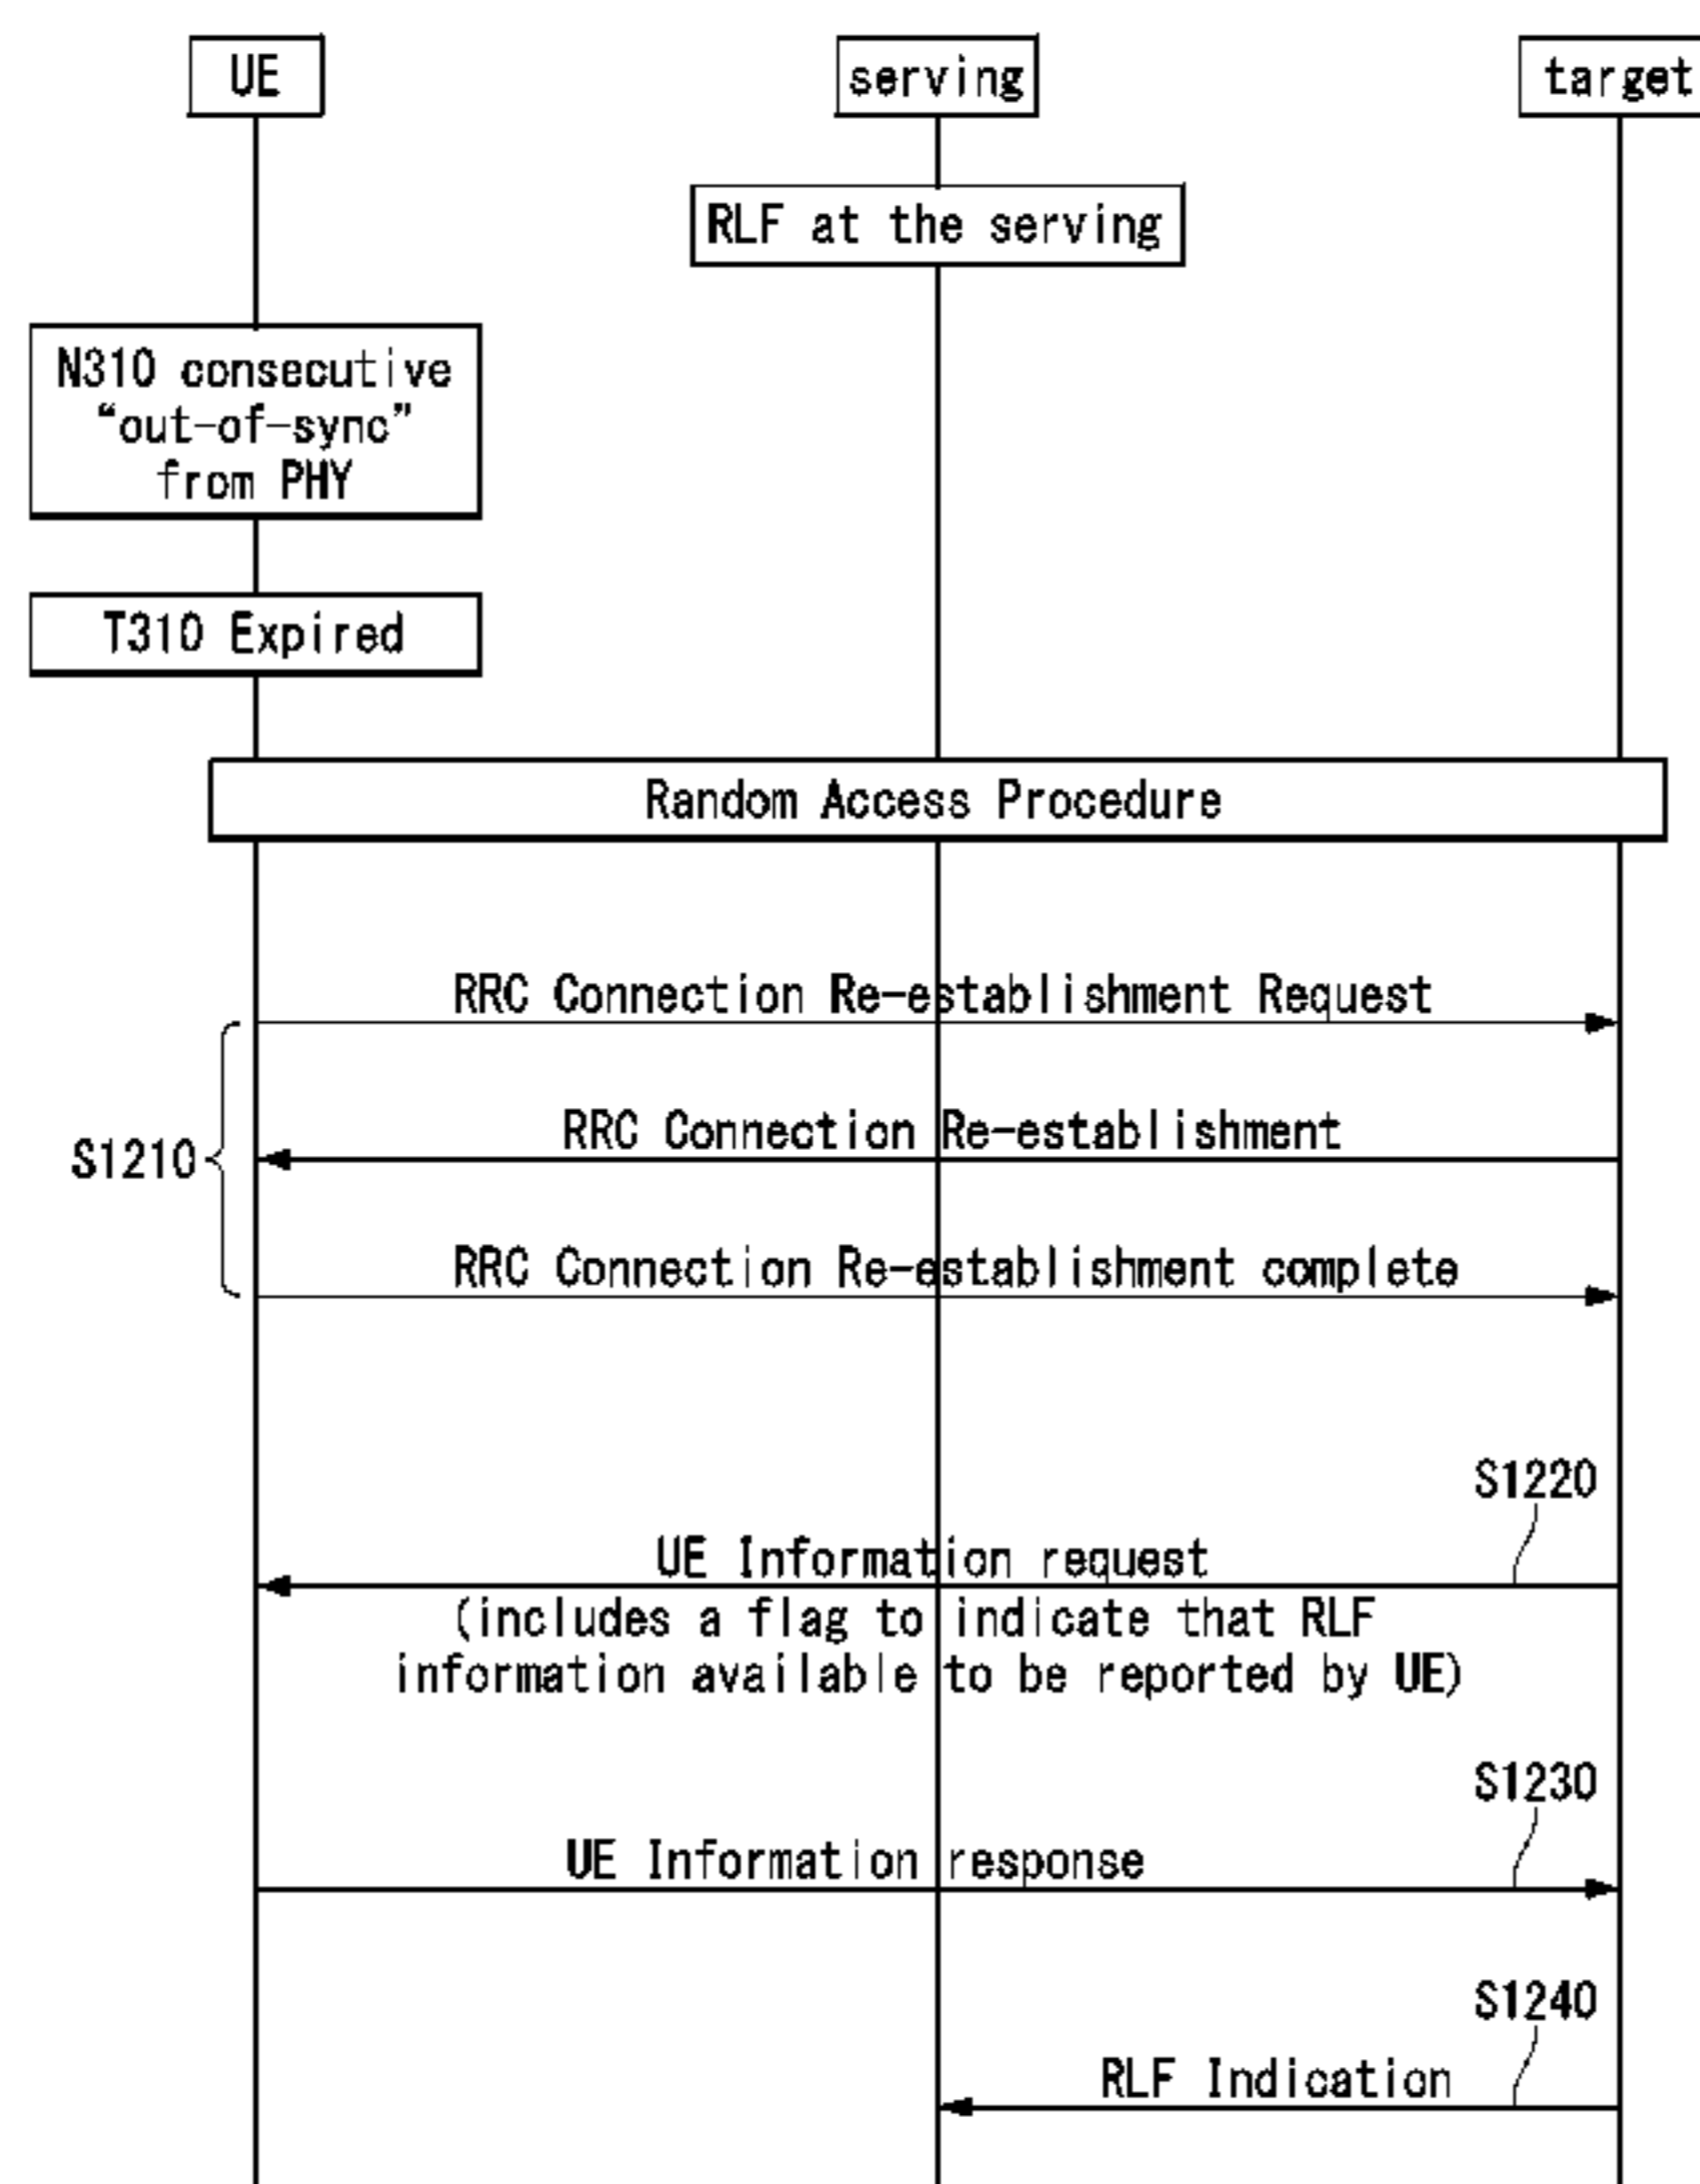 UE
serving
target
RLF at the serving
N310 consecutive
“out-of-sync”
from PHY
T310 Expired
Random Access Procedure
RRC Connection Re-establishment Request
RRC Connection Re-establishment
S1210
RRC Connection Re-establishment complete
S1220
UE Information request
(includes a flag to indicate that RLF
information available to be reported by UE)
S1230
UE Information response
S1240
RLF Indication